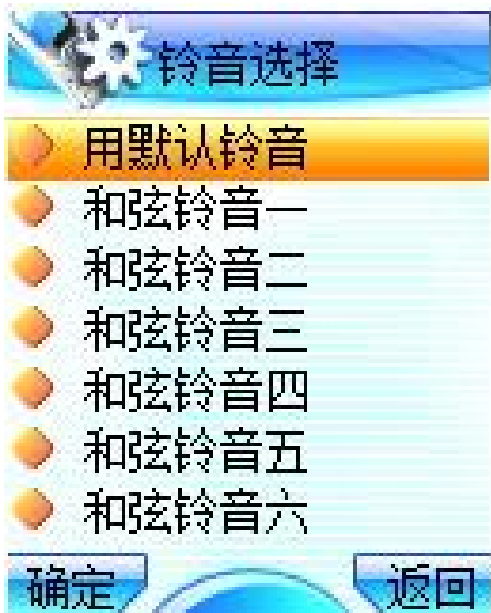 铃音选择
用默认铃音
和弦铃音一
和弦铃音二
和弦铃音三
和弦铃音四
和弦铃音五
和弦铃音六
确定 返回